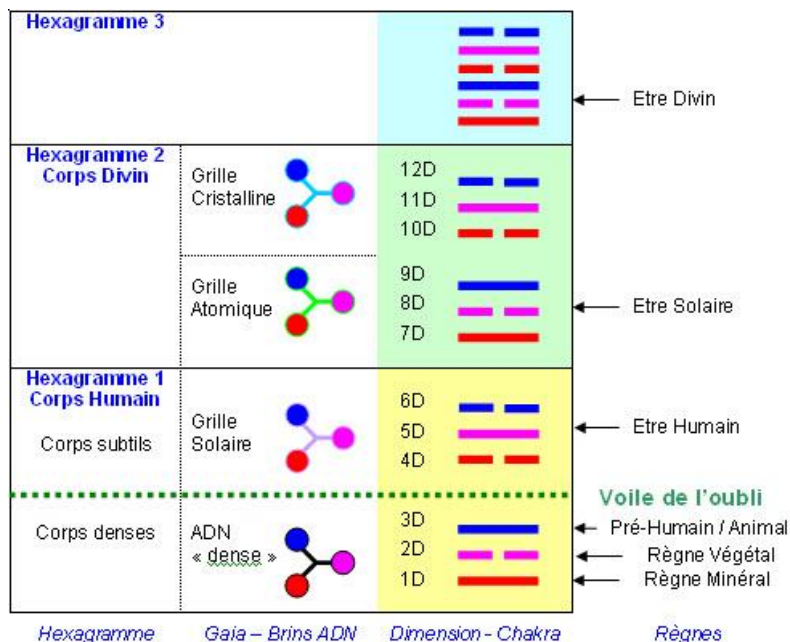 Hexagramme 3
Etre Divin
Hexagramme 2
Corps Divin
Grille
Cristalline
12D
11D
10D
Grille
Atomique
9D
8D
7D
Etre Solaire
Hexagramme 1
Corps Humain
Corps subtils
Grille
Solaire
6D
5D
4D
Etre Humain
Voile de l'oubli
Corps denses
ADN
« dense »
3D
2D
1D
Pré-Humain / Animal
Règne Végétal
Règne Minéral
Hexagramme
Gaia – Brins ADN
Dimension - Chakra
Règnes